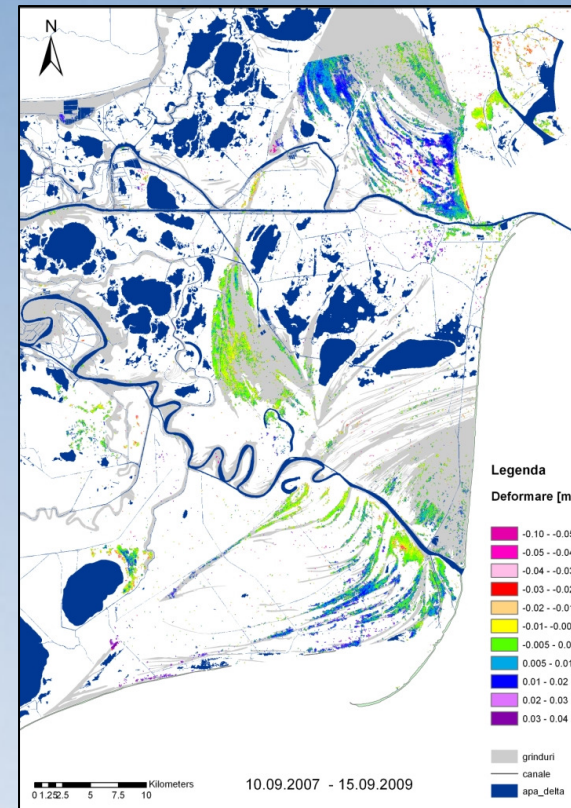 N
Legenda
Deformare [m
-0.10 - -0.05
-0.05 - -0.04
-0.04 - -0.03
-0.03 - -0.02
-0.02 - -0.01
-0.01 - -0.00
-0.005 - 0.0
0.005 - 0.01
0.01 - 0.02
0.02 - 0.03
0.03 - 0.04
grinduri
canale
apa_delta
Kilometers
0 1.252.5 5 7.5 10
10.09.2007 - 15.09.2009